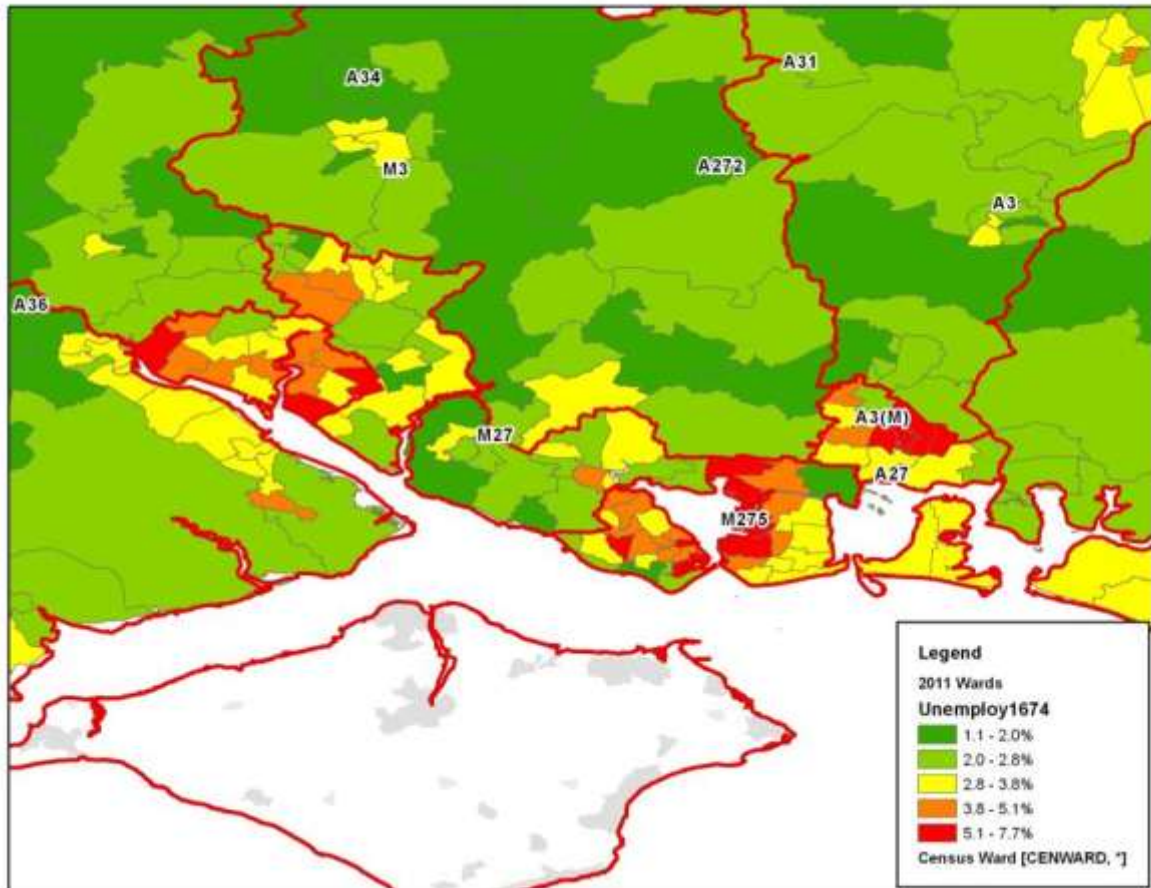 A34
A31
M3
A272
A3
A36
A3(M)
M27
A27
M275
Legend
2011 Wards
Unemploy1674
1.1 - 2.0%
2.0 - 2.8%
2.8 - 3.8%
3.8 - 5.1%
5.1 - 7.7%
Census Ward [CENWARD, *]